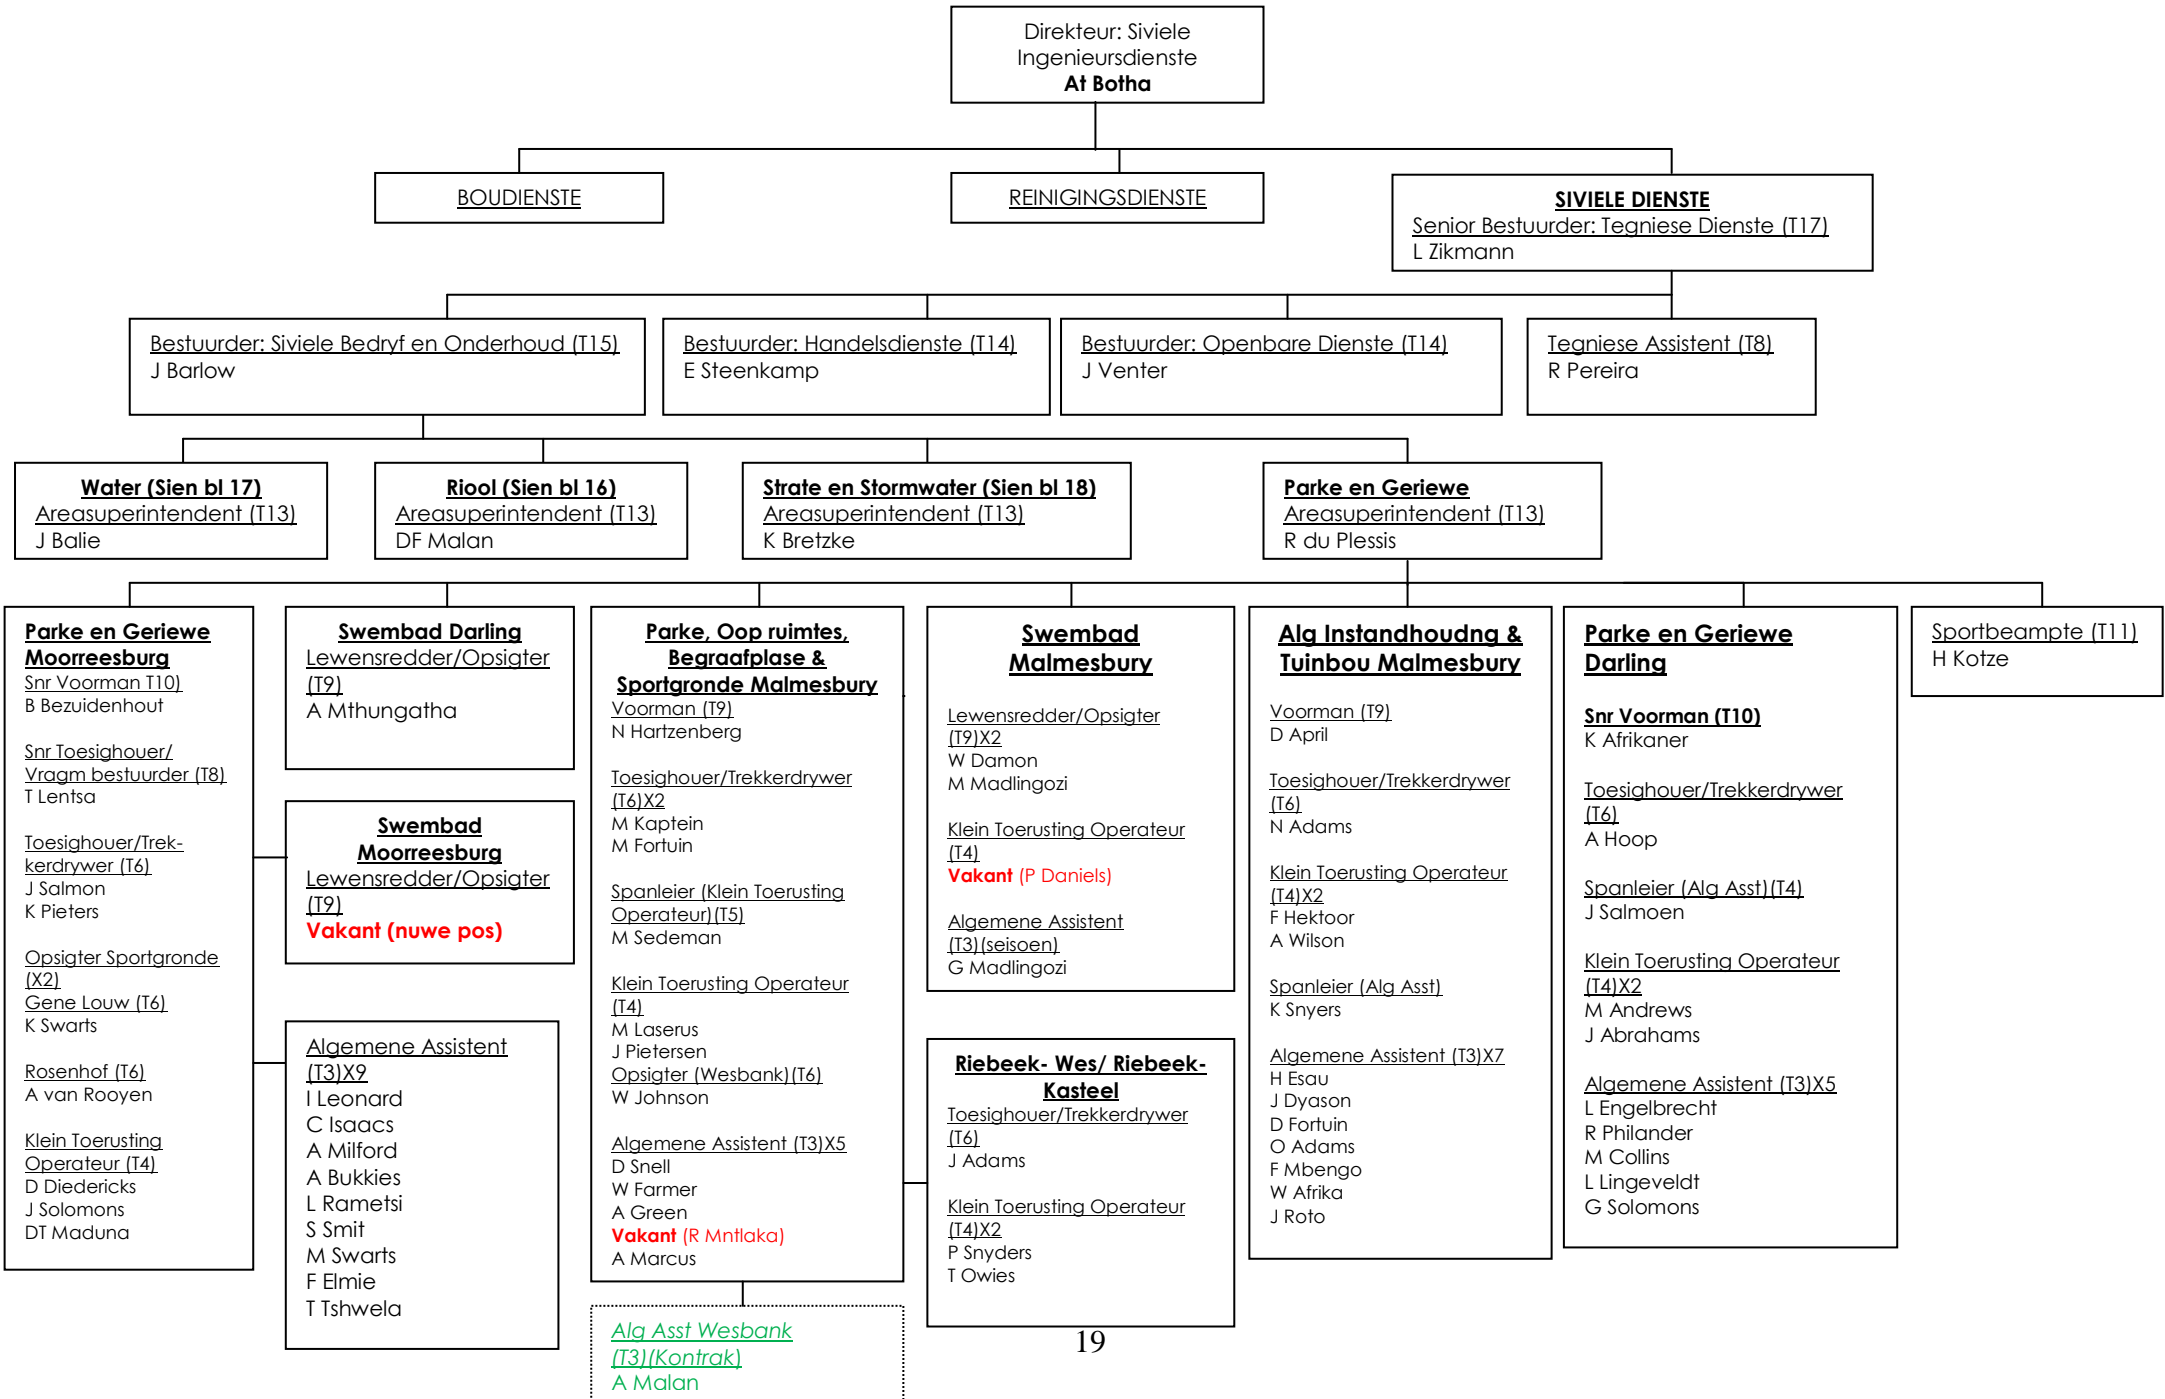 Direkteur: Siviele
Ingenieursdienste
At Botha
BOUDIENSTE
REINIGINGSDIENSTE
SIVIELE DIENSTE
Senior Bestuurder: Tegniese Dienste (T17)
L Zikmann
Bestuurder: Siviele Bedryf en Onderhoud (T15)
J Barlow
Bestuurder: Handelsdienste (T14)
E Steenkamp
Bestuurder: Openbare Dienste (T14)
J Venter
Tegniese Assistent (T8)
R Pereira
Water (Sien bl 17)
Areasuperintendent (T13)
J Balie
Riool (Sien bl 16)
Areasuperintendent (T13)
DF Malan
Strate en Stormwater (Sien bl 18)
Areasuperintendent (T13)
K Bretzke
Parke en Geriewe
Areasuperintendent (T13)
R du Plessis
Parke en Geriewe
Moorreesburg
Snr Voorman T10)
B Bezuidenhout
Snr Toesighouer/
Vragm bestuurder (T8)
T Lentsa
Toesighouer/Trek-
kerdrywer (T6)
J Salmon
K Pieters
Opsigter Sportgronde
(X2)
Gene Louw (T6)
K Swarts
Rosenhof (T6)
A van Rooyen
Klein Toerusting
Operateur (T4)
D Diedericks
J Solomons
DT Maduna
Swembad Darling
Lewensredder/Opsigter
(T9)
A Mthungatha
Swembad
Moorreesburg
Lewensredder/Opsigter
(T9)
Vakant (nuwe pos)
Algemene Assistent
(T3)X9
I Leonard
C Isaacs
A Milford
A Bukkies
L Rametsi
S Smit
M Swarts
F Elmie
T Tshwela
Parke, Oop ruimtes,
Begraafplase &
Sportgronde Malmesbury
Voorman (T9)
N Hartzenberg
Toesighouer/Trekkerdrywer
(T6)X2
M Kaptein
M Fortuin
Spanleier (Klein Toerusting
Operateur)(T5)
M Sedeman
Klein Toerusting Operateur
(T4)
M Laserus
J Pietersen
Opsigter (Wesbank)(T6)
W Johnson
Algemene Assistent (T3)X5
D Snell
W Farmer
A Green
Vakant (R Mntlaka)
A Marcus
Alg Asst Wesbank
(T3)(Kontrak)
A Malan
Swembad
Malmesbury
Lewensredder/Opsigter
(T9)X2
W Damon
M Madlingozi
Klein Toerusting Operateur
(T4)
Vakant (P Daniels)
Algemene Assistent
(T3)(seisoen)
G Madlingozi
Riebeek- Wes/ Riebeek-
Kasteel
Toesighouer/Trekkerdrywer
(T6)
J Adams
Klein Toerusting Operateur
(T4)X2
P Snyders
T Owies
Alg Instandhoudng &
Tuinbou Malmesbury
Voorman (T9)
D April
Toesighouer/Trekkerdrywer
(T6)
N Adams
Klein Toerusting Operateur
(T4)X2
F Hektoor
A Wilson
Spanleier (Alg Asst)
K Snyers
Algemene Assistent (T3)X7
H Esau
J Dyason
D Fortuin
O Adams
F Mbengo
W Afrika
J Roto
Parke en Geriewe
Darling
Snr Voorman (T10)
K Afrikaner
Toesighouer/Trekkerdrywer
(T6)
A Hoop
Spanleier (Alg Asst)(T4)
J Salmoen
Klein Toerusting Operateur
(T4)X2
M Andrews
J Abrahams
Algemene Assistent (T3)X5
L Engelbrecht
R Philander
M Collins
L Lingeveldt
G Solomons
Sportbeampte (T11)
H Kotze
19